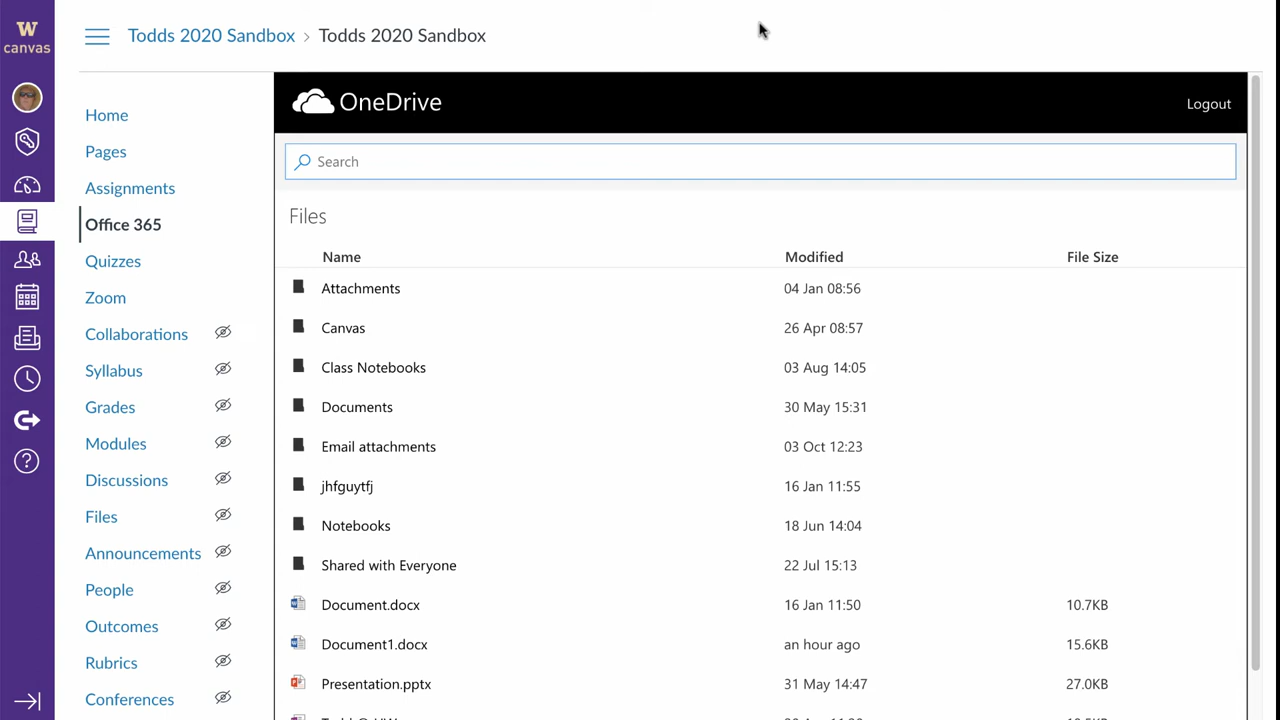 W
canvas
Todds 2020 Sandbox › Todds 2020 Sandbox
Home
Pages
Assignments
Office 365
Quizzes
Zoom
Collaborations
Syllabus
Grades
Modules
Discussions
Files
Announcements
People
Outcomes
Rubrics
Conferences
OneDrive
Logout
Search
Files
Name Modified File Size
Attachments 04 Jan 08:56
Canvas 26 Apr 08:57
Class Notebooks 03 Aug 14:05
Documents 30 May 15:31
Email attachments 03 Oct 12:23
jhfguytfj 16 Jan 11:55
Notebooks 18 Jun 14:04
Shared with Everyone 22 Jul 15:13
Document.docx 16 Jan 11:50 10.7KB
Document1.docx an hour ago 15.6KB
Presentation.pptx 31 May 14:47 27.0KB